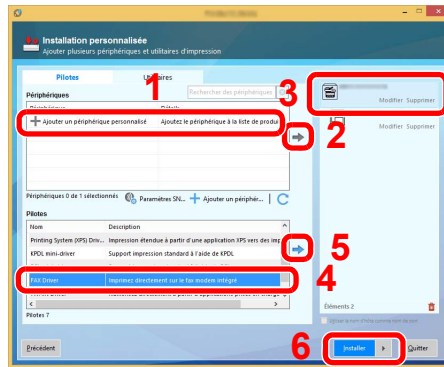 Installation personnalisée
Ajouter plusieurs périphériques et utilitaires d'impression
Pilotes
1
Périphériques
Rechercher des périphériques
3
Modifier Supprimer
Ajouter un périphérique personnalisé Ajoutez le périphérique à la liste de produi
2
Modifier Supprimer
Périphériques 0 de 1 sélectionnés Paramètres SN... Ajouter un périphér...
Pilotes
Nom Description
Printing System (XPS) Driv... Impression étendue à partir d'une application XPS vers des imp
5
KPDL mini-driver Support impression standard à l'aide de KPDL
FAX Driver Imprimez directement sur le fax modem intégré
4
Éléments 2
Pilotes 7
6
Précédent Installer Quitter